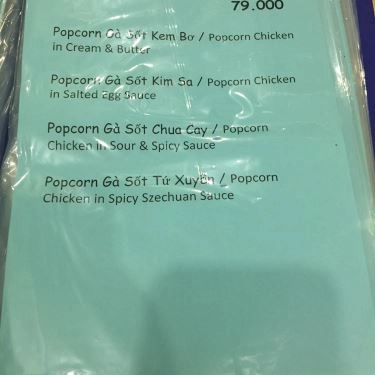 79.000
Popcorn Gà Sốt Kem Bơ / Popcorn Chicken
in Cream & Butter
Popcorn Gà Sốt Kim Sa / Popcorn Chicken
in Salted Egg Sauce
Popcorn Gà Sốt Chua Cay / Popcorn
Chicken in Sour & Spicy Sauce
Popcorn Gà Sốt Tứ Xuyên / Popcorn
Chicken in Spicy Szechuan Sauce